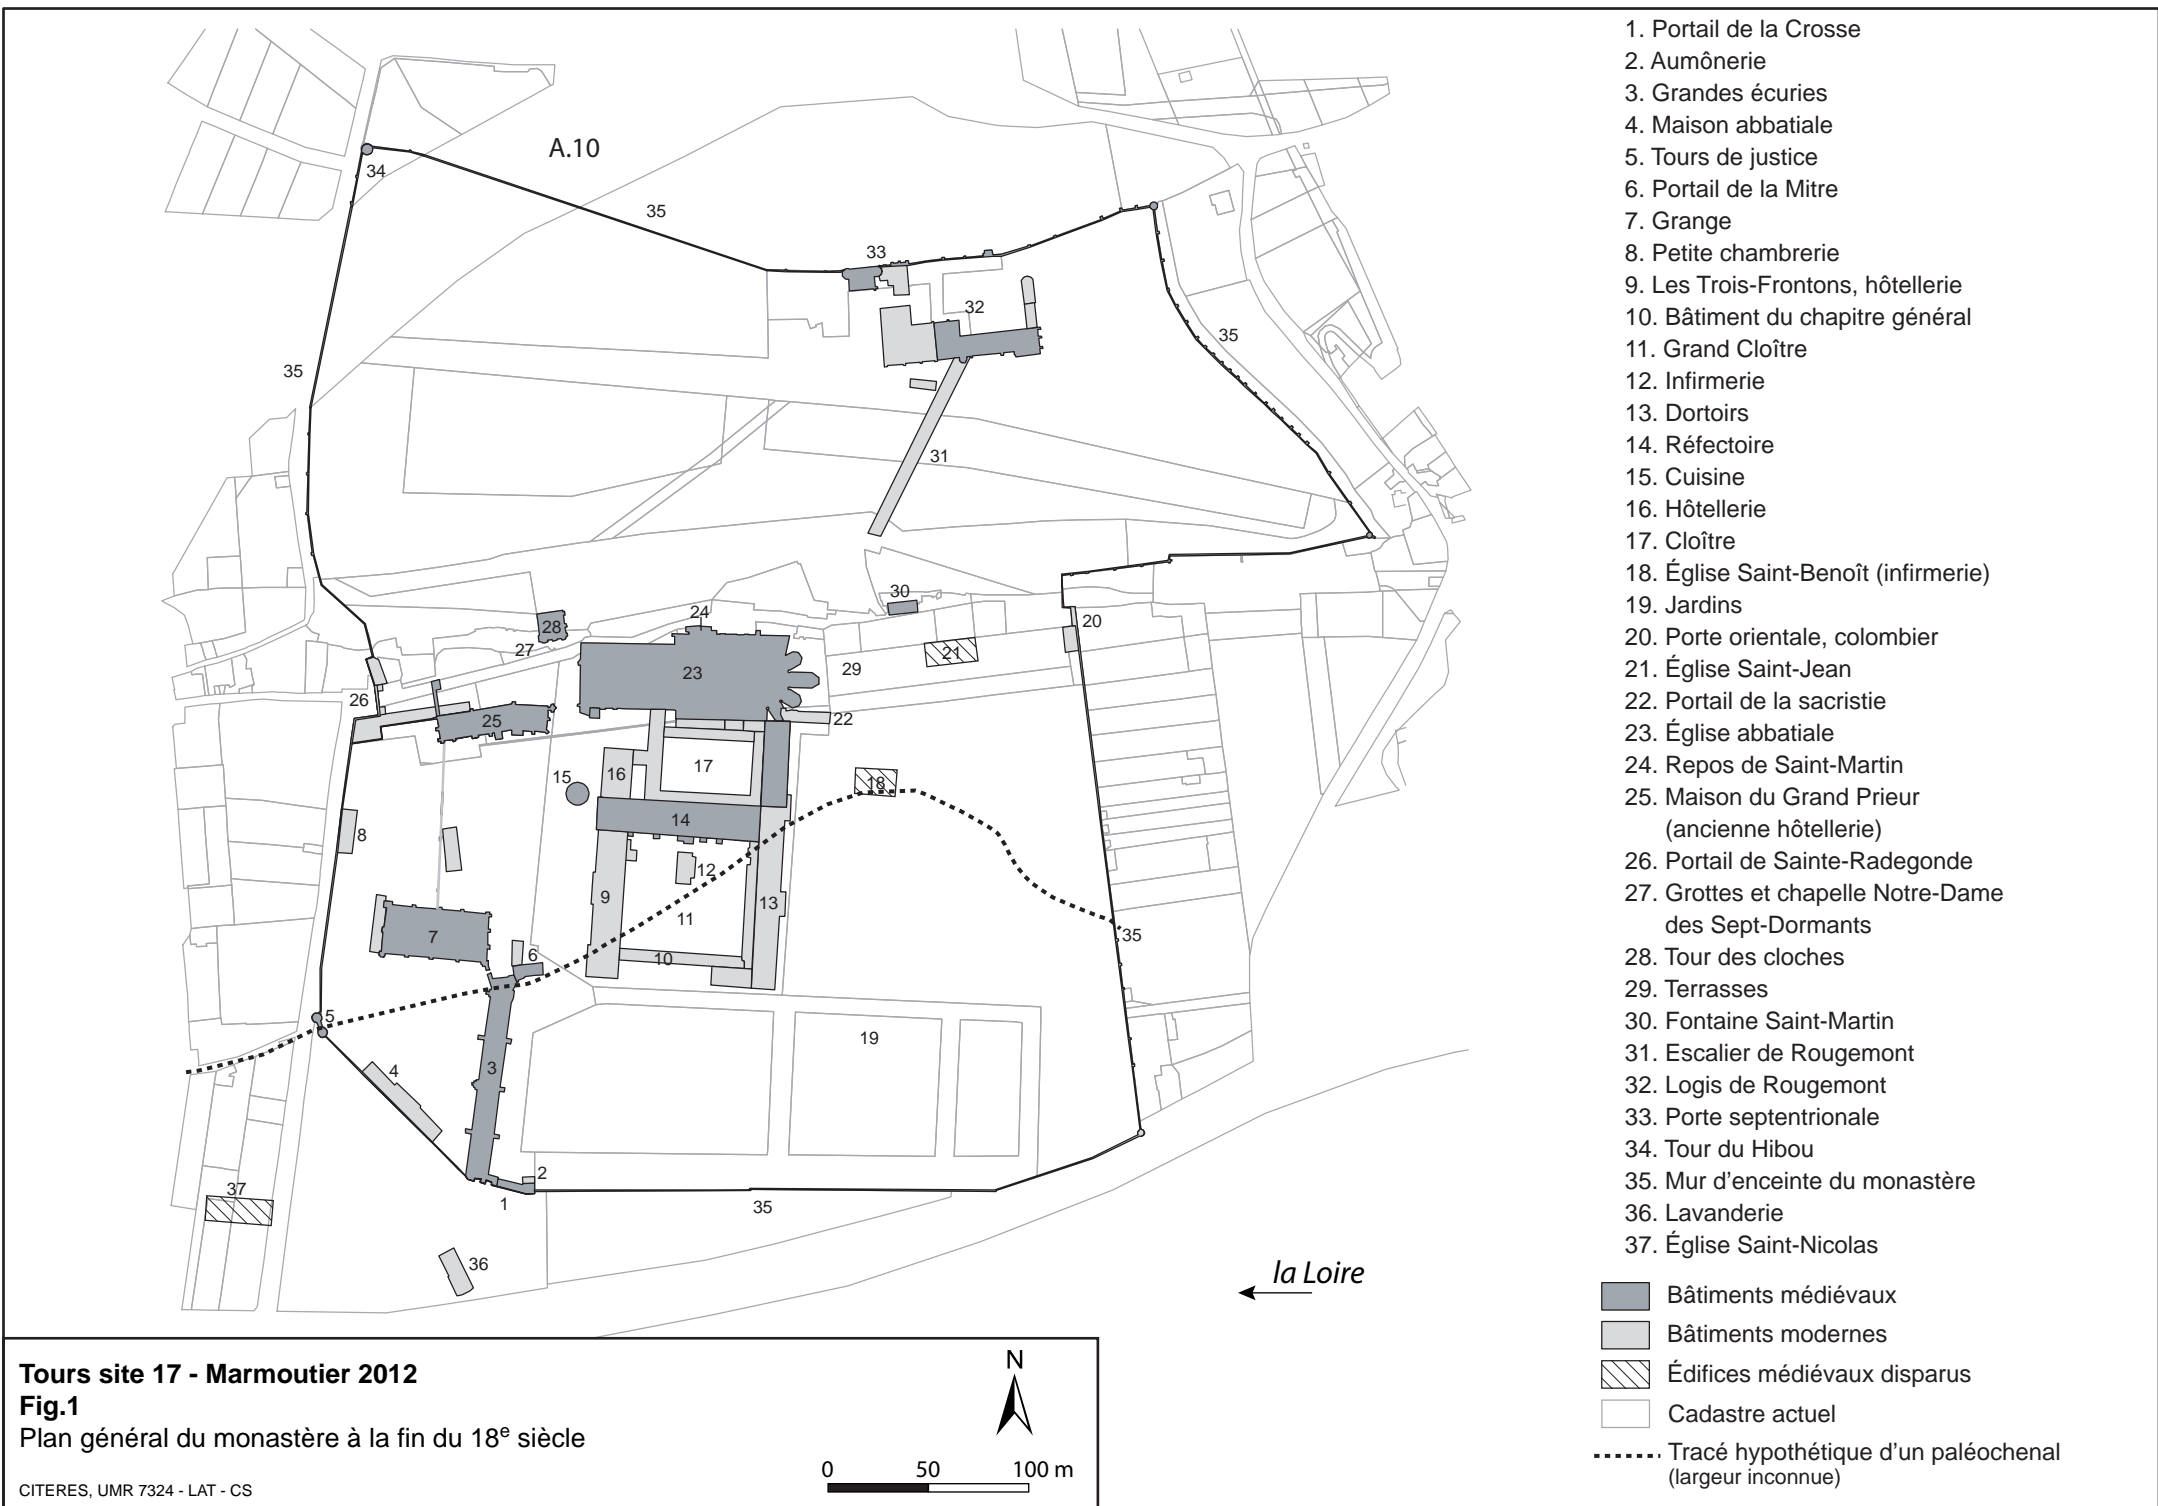 A.10
34
35
33
32
35
35
31
30
24
28
20
27
21
23
29
26
25
22
17
16
15
18
14
8
12
9
13
11
7
35
6
10
5
19
4
3
2
37
1
35
36
la Loire
1. Portail de la Crosse
2. Aumônerie
3. Grandes écuries
4. Maison abbatiale
5. Tours de justice
6. Portail de la Mitre
7. Grange
8. Petite chambrerie
9. Les Trois-Frontons, hôtellerie
10. Bâtiment du chapitre général
11. Grand Cloître
12. Infirmerie
13. Dortoirs
14. Réfectoire
15. Cuisine
16. Hôtellerie
17. Cloître
18. Église Saint-Benoît (infirmerie)
19. Jardins
20. Porte orientale, colombier
21. Église Saint-Jean
22. Portail de la sacristie
23. Église abbatiale
24. Repos de Saint-Martin
25. Maison du Grand Prieur
(ancienne hôtellerie)
26. Portail de Sainte-Radegonde
27. Grottes et chapelle Notre-Dame
des Sept-Dormants
28. Tour des cloches
29. Terrasses
30. Fontaine Saint-Martin
31. Escalier de Rougemont
32. Logis de Rougemont
33. Porte septentrionale
34. Tour du Hibou
35. Mur d'enceinte du monastère
36. Lavanderie
37. Église Saint-Nicolas
Bâtiments médiévaux
Bâtiments modernes
Édifices médiévaux disparus
Cadastre actuel
Tracé hypothétique d'un paléochenal
(largeur inconnue)
Tours site 17 - Marmoutier 2012
Fig.1
Plan général du monastère à la fin du 18e siècle
CITERES, UMR 7324 - LAT - CS
N
0 50 100 m